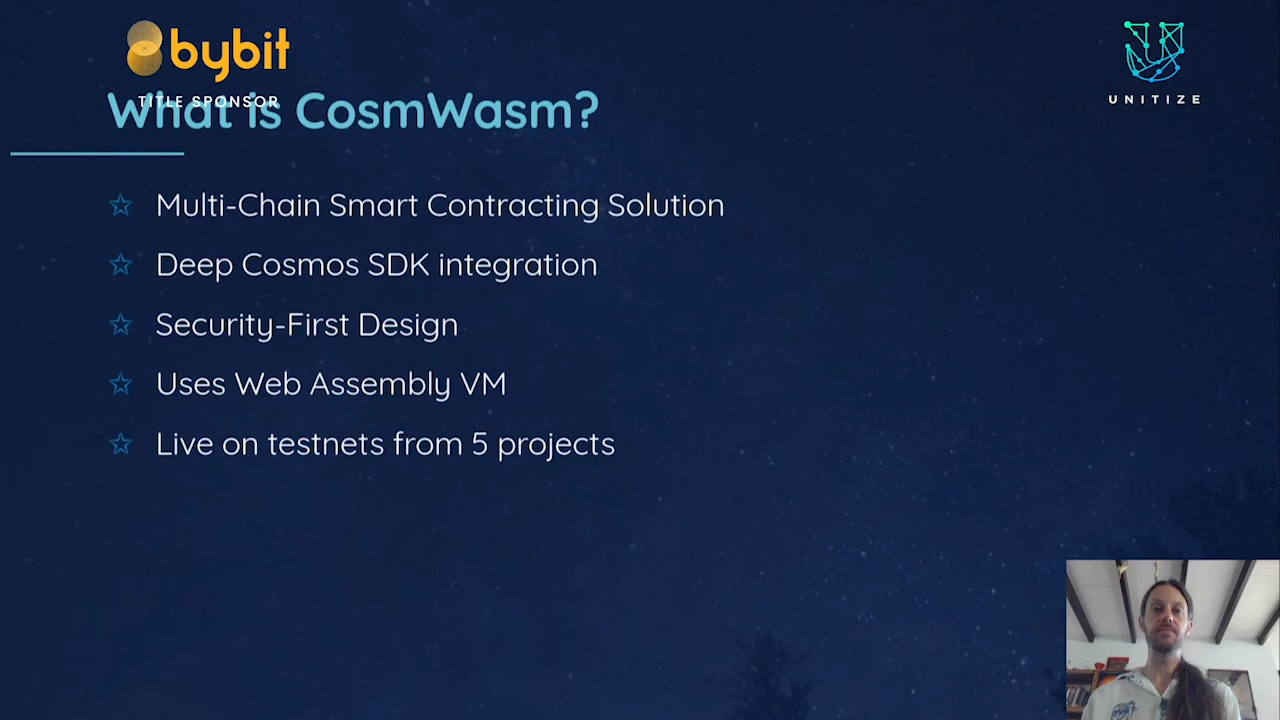 bybit
TITLE SPONSOR
UNITIZE
What is CosmWasm?
Multi-Chain Smart Contracting Solution
Deep Cosmos SDK integration
Security-First Design
Uses Web Assembly VM
Live on testnets from 5 projects